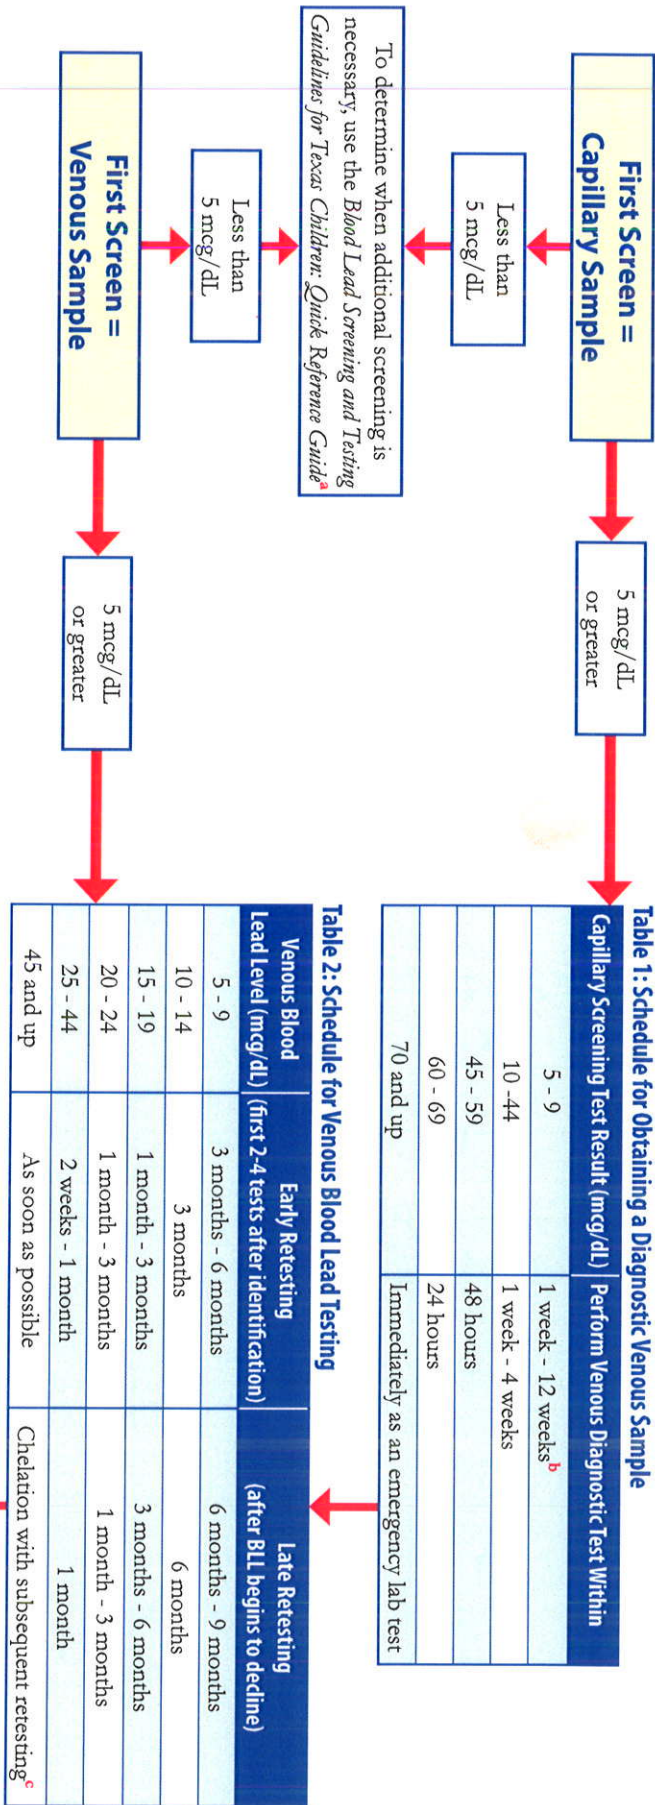 First Screen =
Capillary Sample
Less than
5 mcg/dL
To determine when additional screening is
necessary, use the Blood Lead Screening and Testing
Guidelines for Texas Children: Quick Reference Guideᵃ
Less than
5 mcg/dL
First Screen =
Venous Sample
5 mcg/dL
or greater
5 mcg/dL
or greater
Table 1: Schedule for Obtaining a Diagnostic Venous Sample
Capillary Screening Test Result (mcg/dL) Perform Venous Diagnostic Test Within
5 - 9 1 week - 12 weeksᵇ
10 -44 1 week - 4 weeks
45 - 59 48 hours
60 - 69 24 hours
70 and up Immediately as an emergency lab test
Table 2: Schedule for Venous Blood Lead Testing
Venous Blood Early Retesting Late Retesting
Lead Level (mcg/dL) (first 2-4 tests after identification) (after BLL begins to decline)
5 - 9 3 months - 6 months 6 months - 9 months
10 - 14 3 months 6 months
15 - 19 1 month - 3 months 3 months - 6 months
20 - 24 1 month - 3 months 1 month - 3 months
25 - 44 2 weeks - 1 month 1 month
45 and up As soon as possible Chelation with subsequent retestingᶜ